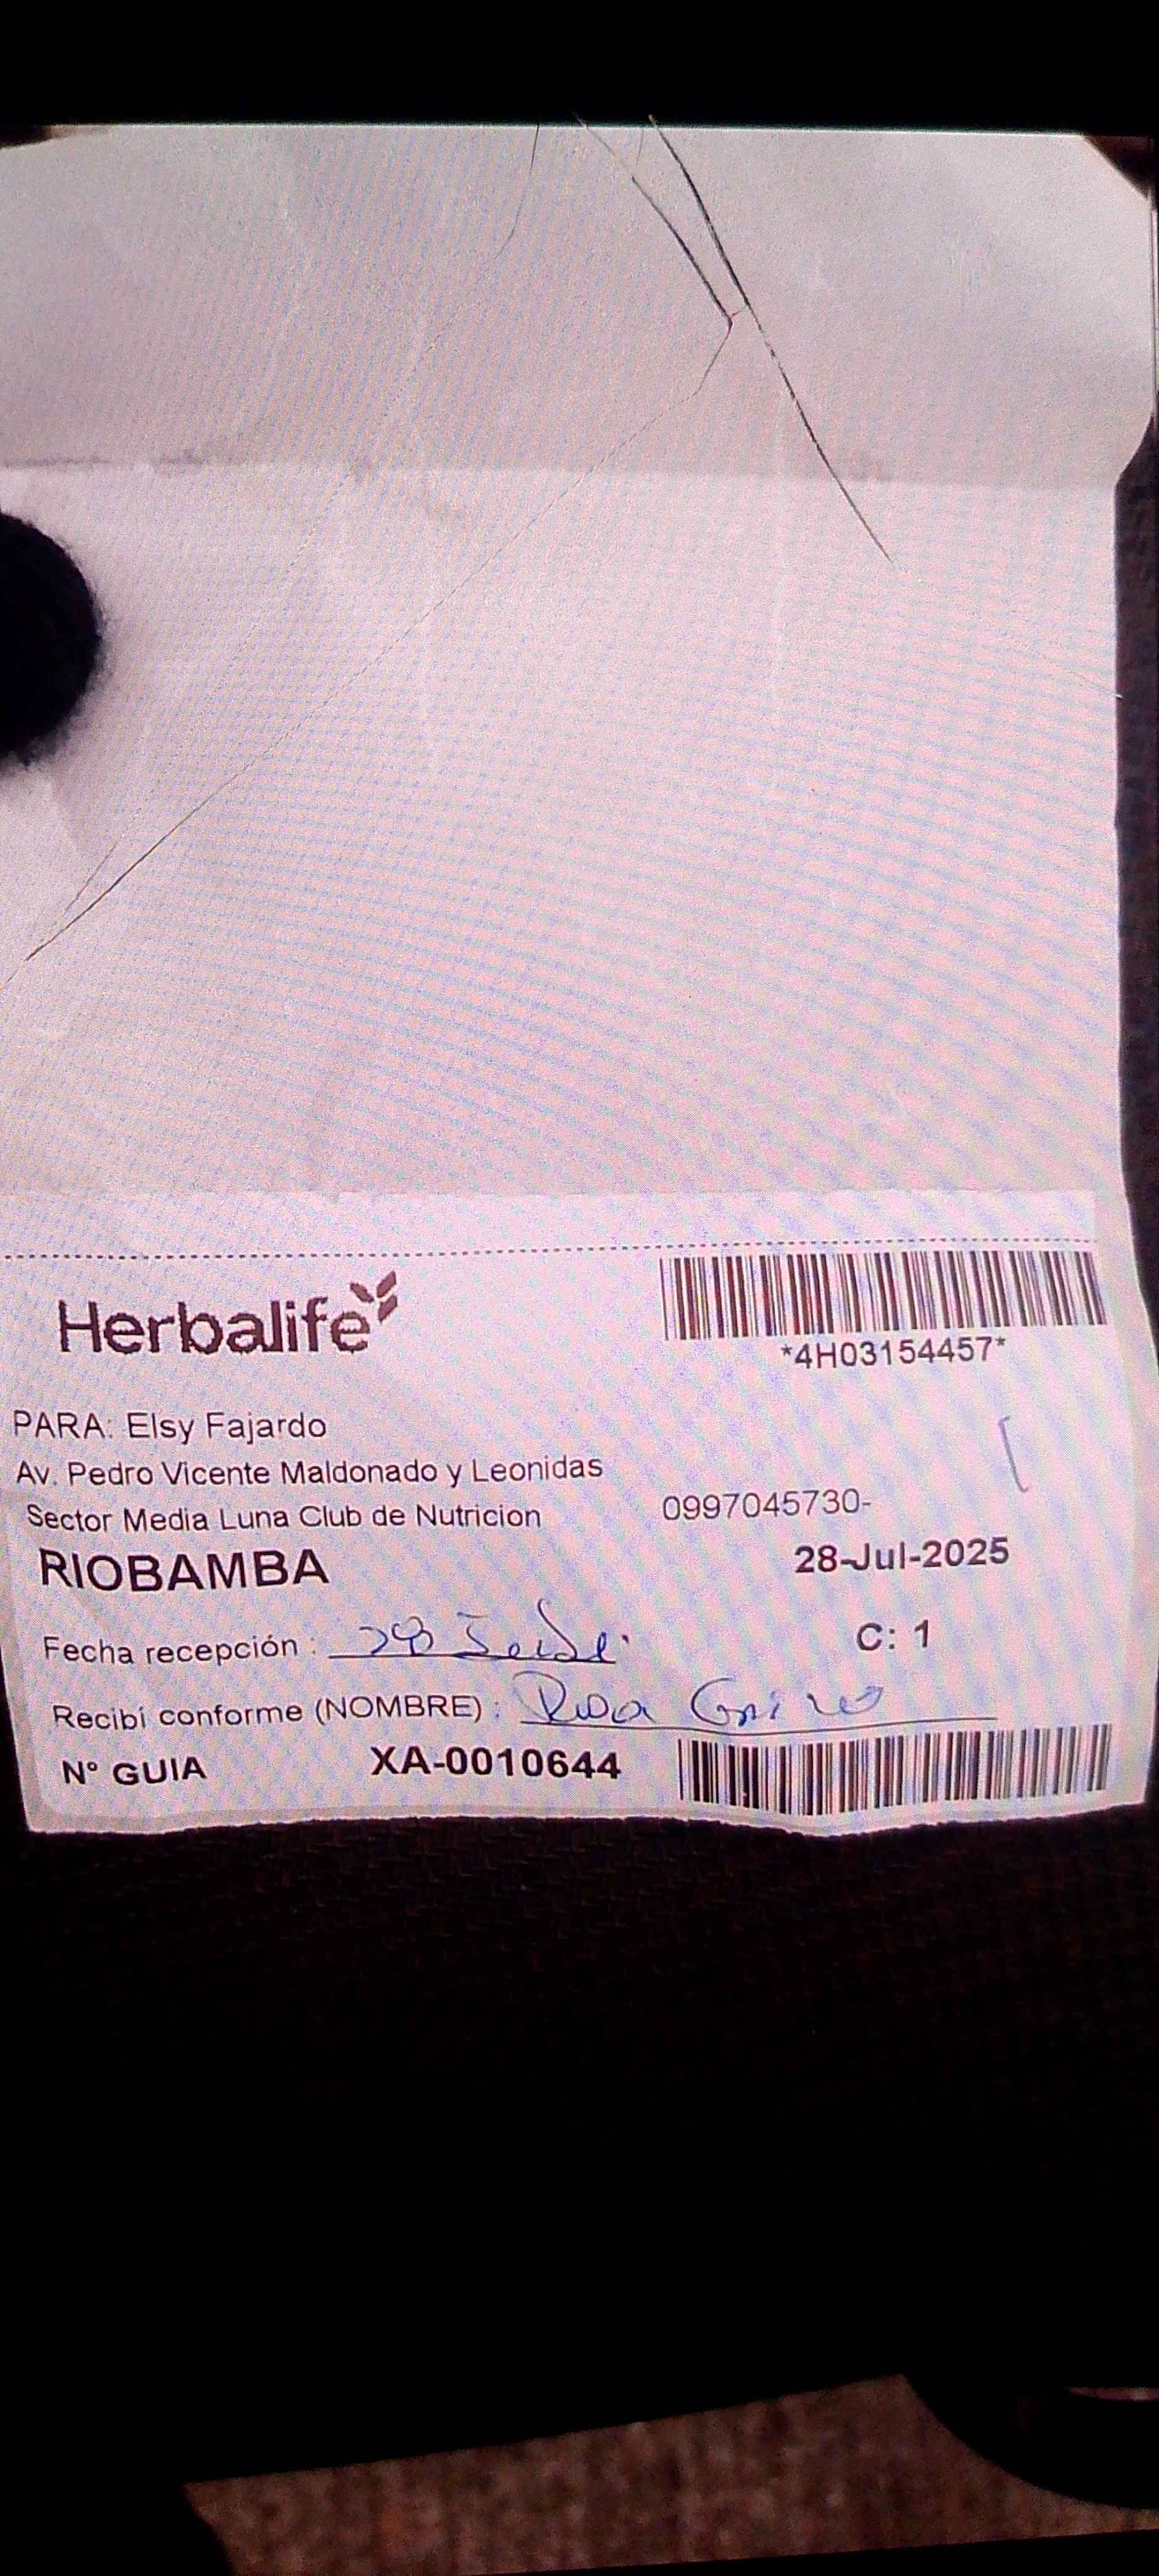 Herbalife
*4H03154457*
PARA: Elsy Fajardo
Av. Pedro Vicente Maldonado y Leonidas
Sector Media Luna Club de Nutricion
0997045730-
RIOBAMBA
28-Jul-2025
Fecha recepción :
C: 1
Recibí conforme (NOMBRE) : Rosa
Nº GUIA XA-0010644